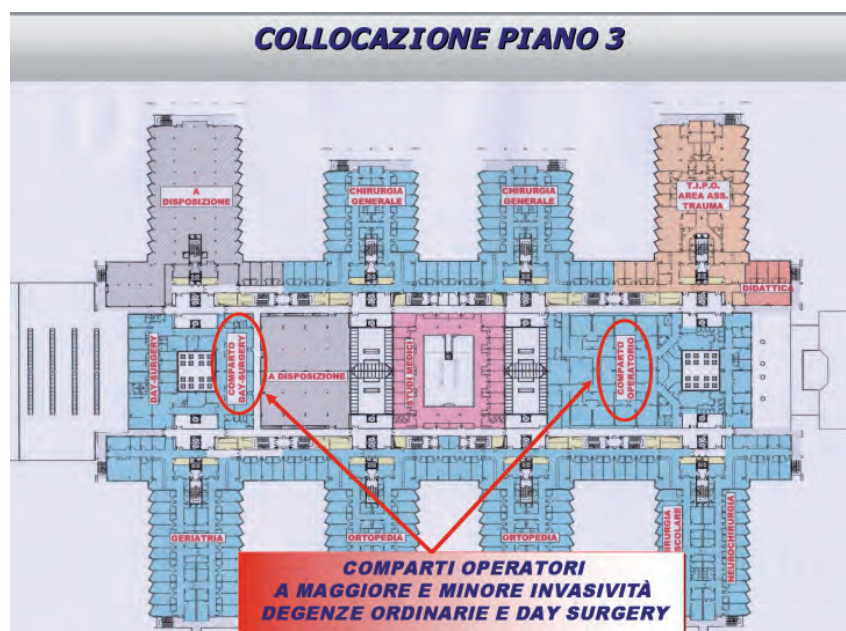 COLLOCAZIONE PIANO 3
A
DISPOSIZIONE
CHIRURGIA
GENERALE
CHIRURGIA
GENERALE
T.I.P.O.
AREA ASS.
TRAUMA
DIDATTICA
DAY-SURGERY
COMPARTO
DAY-SURGERY
A DISPOSIZIONE
STUDI MEDICI
COMPARTO
OPERATORIO
GERIATRIA
ORTOPEDIA
ORTOPEDIA
NEUROCHIRURGIA
COMPARTI OPERATORI
A MAGGIORE E MINORE INVASIVITÀ
DEGENZE ORDINARIE E DAY SURGERY